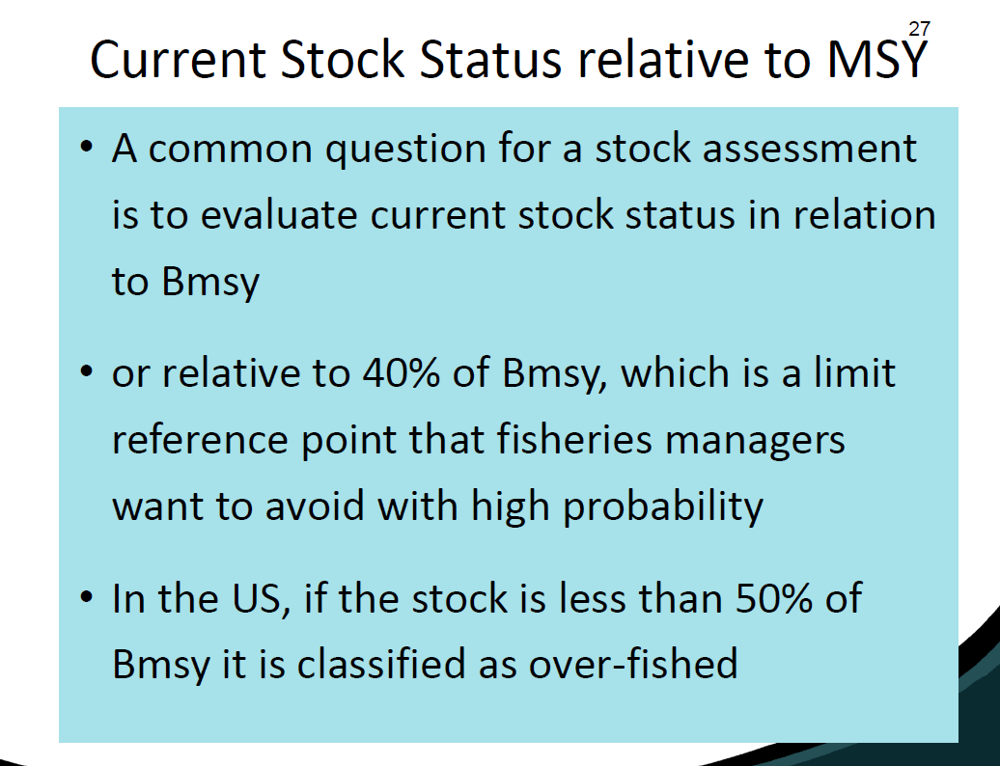 27
Current Stock Status relative to MSY
• A common question for a stock assessment
is to evaluate current stock status in relation
to Bmsy
• or relative to 40% of Bmsy, which is a limit
reference point that fisheries managers
want to avoid with high probability
• In the US, if the stock is less than 50% of
Bmsy it is classified as over-fished